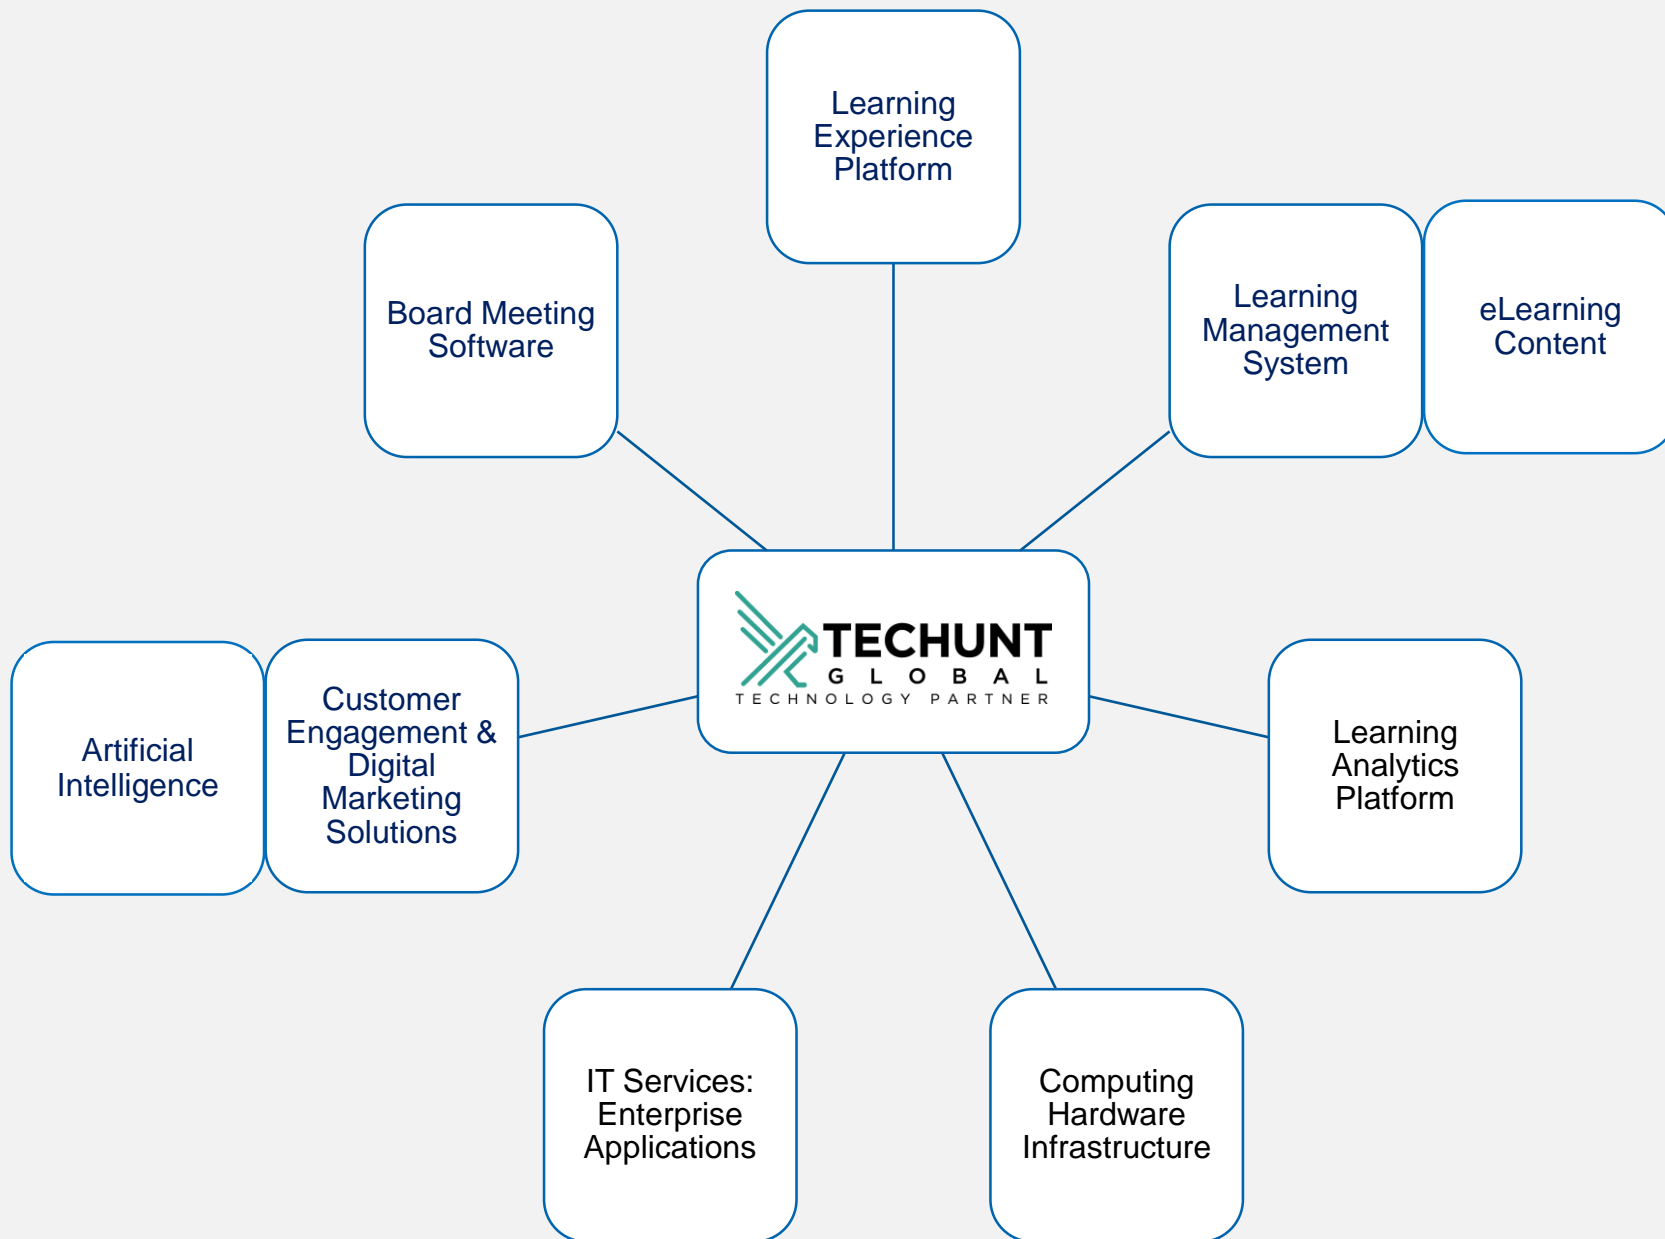 Learning
Experience
Platform
Board Meeting
Software
Learning
Management
System
eLearning
Content
TECHUNT
GLOBAL
TECHNOLOGY PARTNER
Artificial
Intelligence
Customer
Engagement &
Digital
Marketing
Solutions
Learning
Analytics
Platform
IT Services:
Enterprise
Applications
Computing
Hardware
Infrastructure